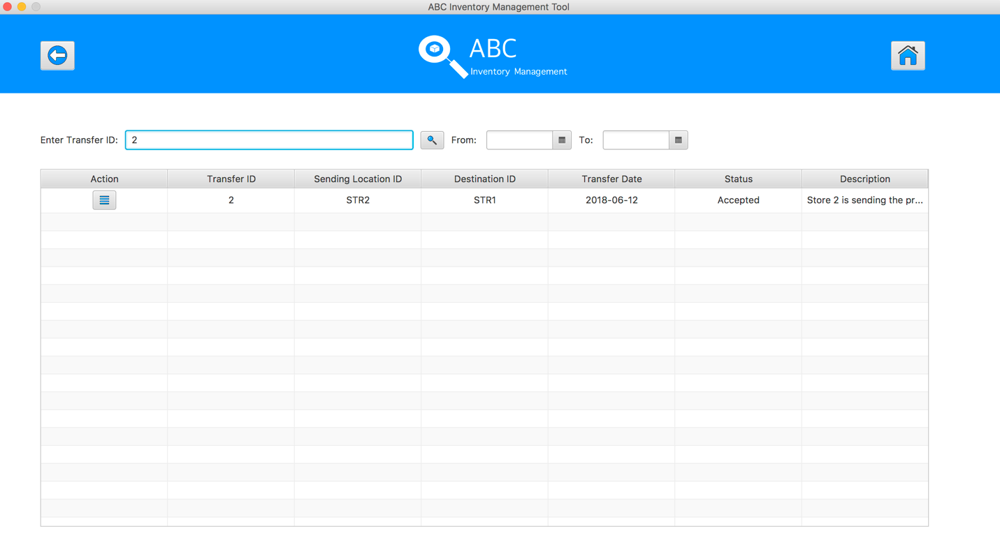 ABC Inventory Management Tool
ABC
Inventory Management
Enter Transfer ID: 2 From: To:
Action Transfer ID Sending Location ID Destination ID Transfer Date Status Description
2 STR2 STR1 2018-06-12 Accepted Store 2 is sending the pr...